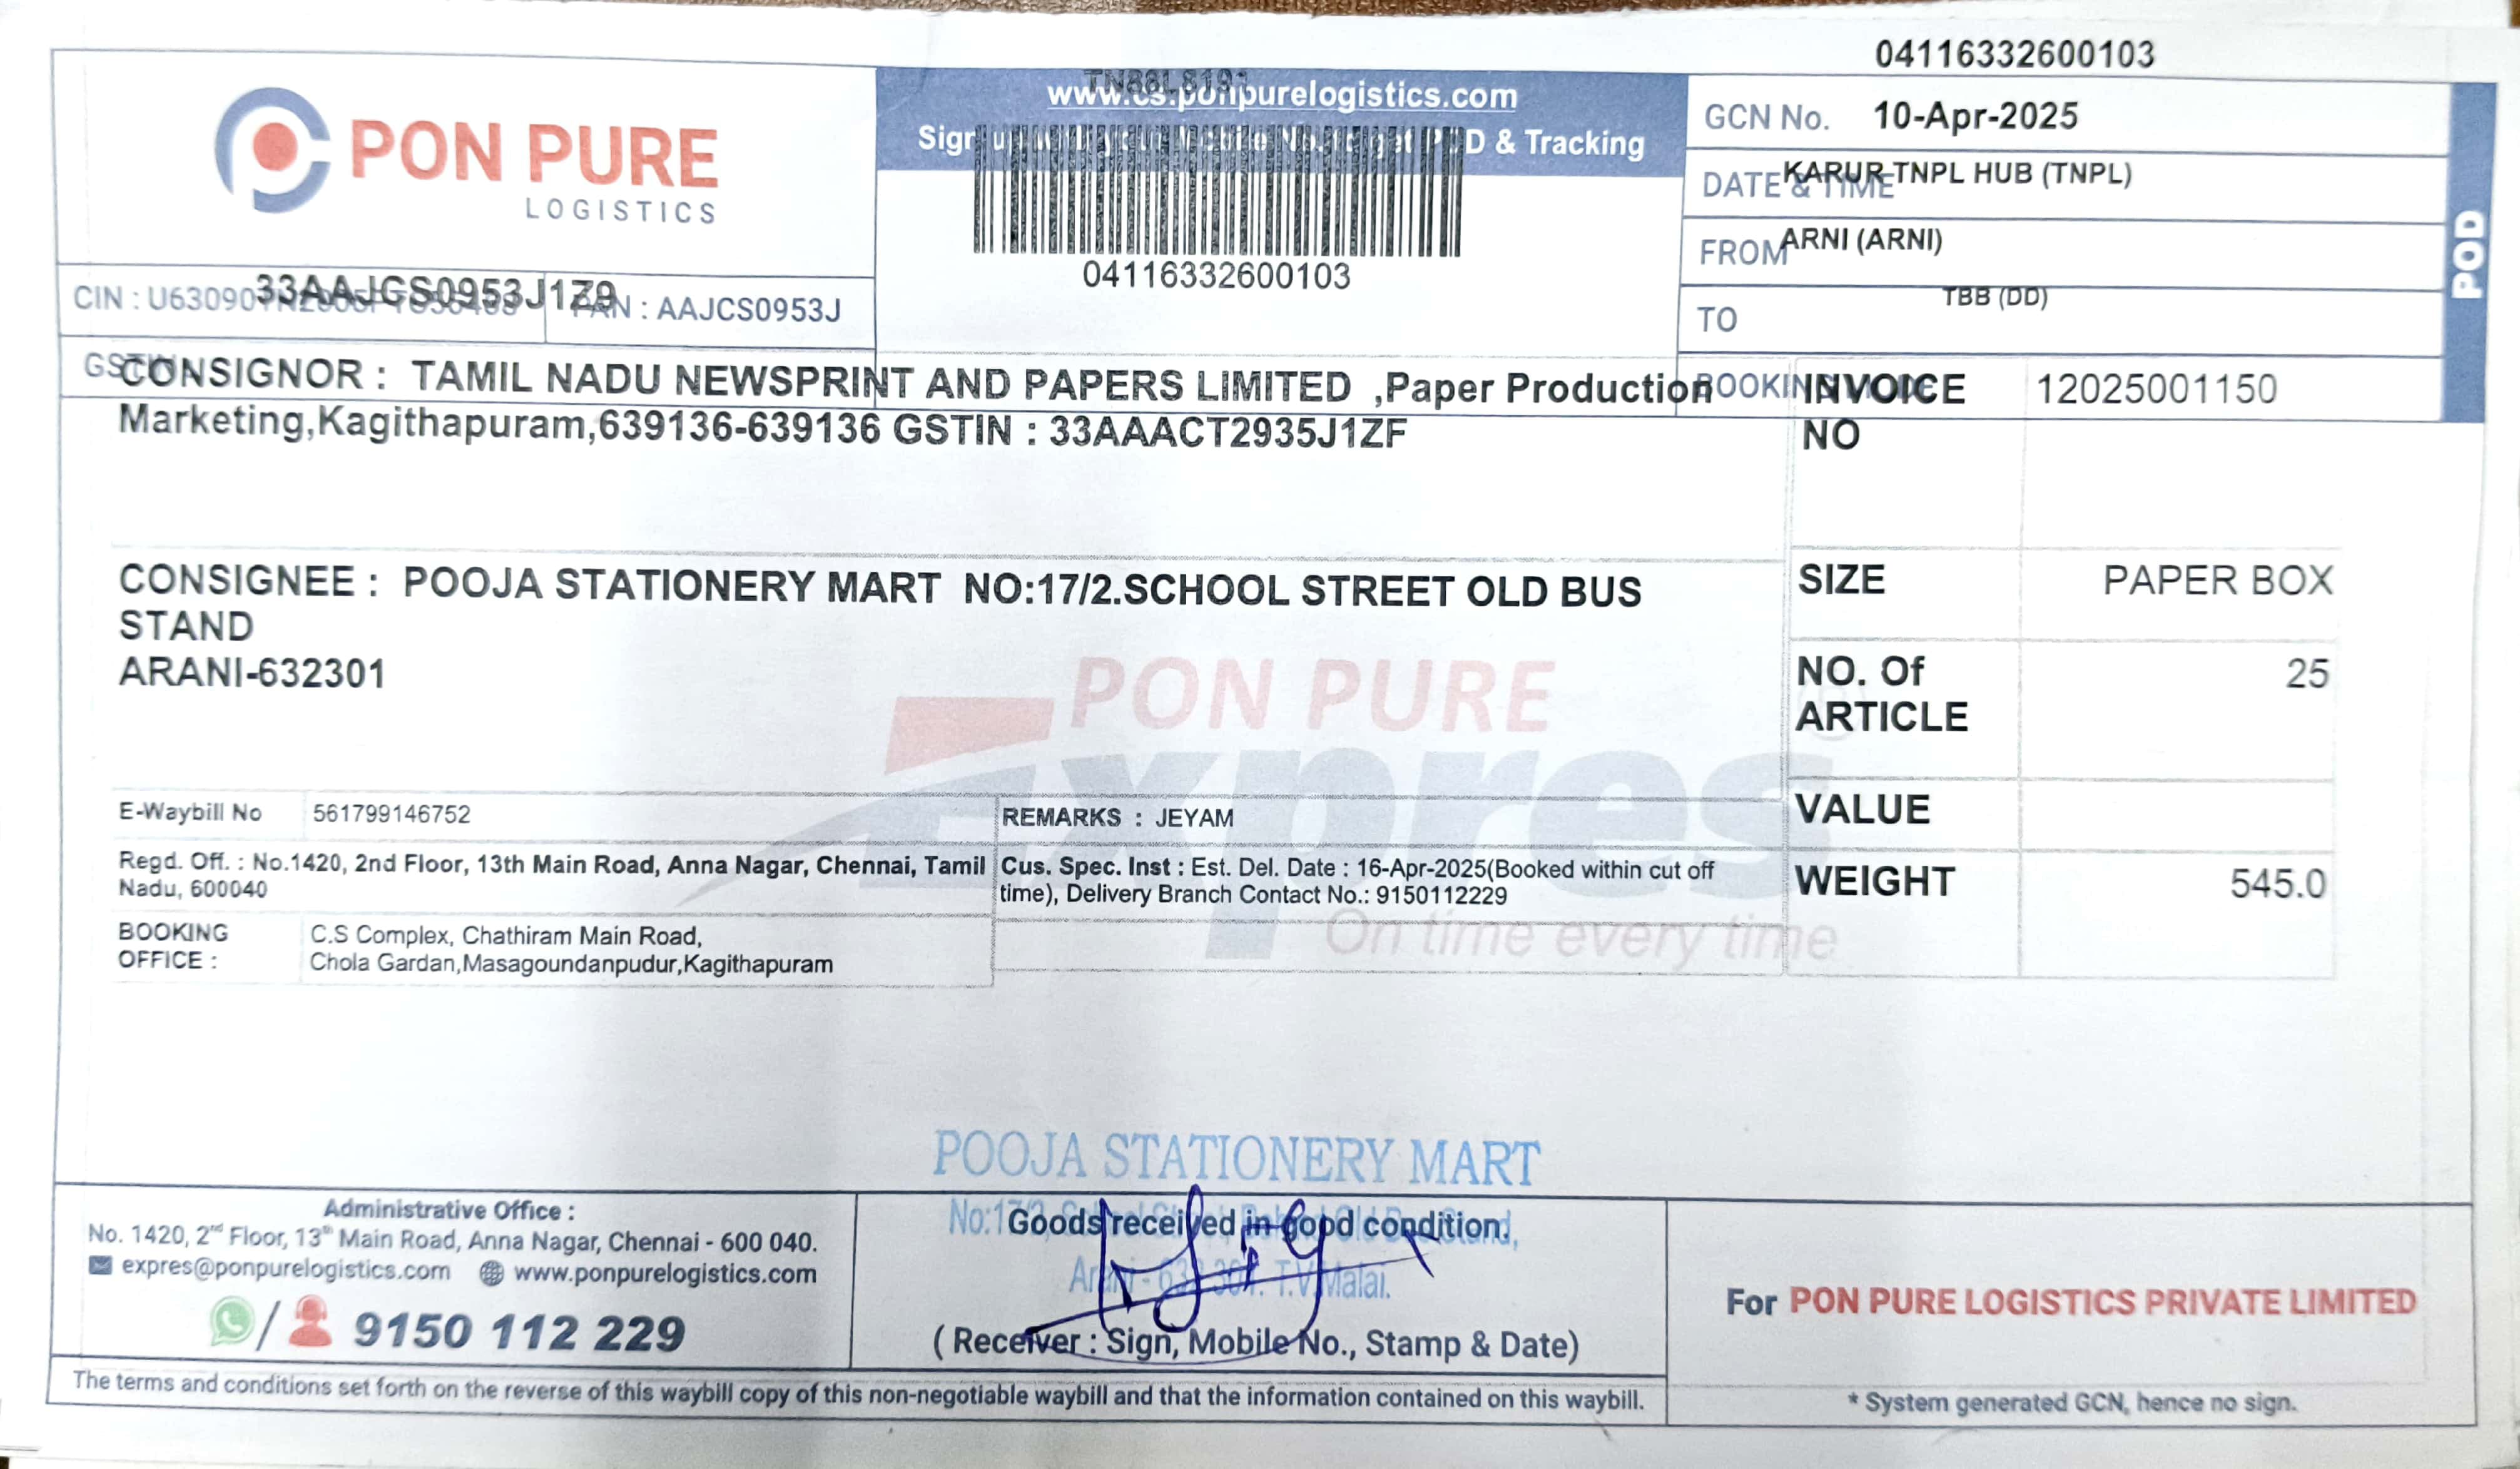 04116332600103
PON PURE
LOGISTICS
TN88L8191
www.cs.ponpurelogistics.com
Sign up & Tracking
04116332600103
GCN No. 10-Apr-2025
DATE & TIME KARUR TNPL HUB (TNPL)
FROM ARNI (ARNI)
TO TBB (DD)
POD
CIN : 33AAJCS0953J1Z9 PAN : AAJCS0953J
GSTIN
CONSIGNOR : TAMIL NADU NEWSPRINT AND PAPERS LIMITED ,Paper Production
Marketing,Kagithapuram,639136-639136 GSTIN : 33AAACT2935J1ZF
BOOKING MODE
INVOICE NO 12025001150
CONSIGNEE : POOJA STATIONERY MART NO:17/2.SCHOOL STREET OLD BUS
STAND
ARANI-632301
SIZE PAPER BOX
NO. Of ARTICLE 25
VALUE
WEIGHT 545.0
PON PURE
Expres
On time every time
E-Waybill No 561799146752
REMARKS : JEYAM
Regd. Off. : No.1420, 2nd Floor, 13th Main Road, Anna Nagar, Chennai, Tamil
Nadu, 600040
Cus. Spec. Inst : Est. Del. Date : 16-Apr-2025(Booked within cut off
time), Delivery Branch Contact No.: 9150112229
BOOKING OFFICE : C.S Complex, Chathiram Main Road,
Chola Gardan,Masagoundanpudur,Kagithapuram
POOJA STATIONERY MART
Administrative Office :
No. 1420, 2nd Floor, 13th Main Road, Anna Nagar, Chennai - 600 040.
expres@ponpurelogistics.com www.ponpurelogistics.com
9150 112 229
Goods received in good condition.
T.V.Malai.
( Receiver : Sign, Mobile No., Stamp & Date)
For PON PURE LOGISTICS PRIVATE LIMITED
The terms and conditions set forth on the reverse of this waybill copy of this non-negotiable waybill and that the information contained on this waybill.
* System generated GCN, hence no sign.